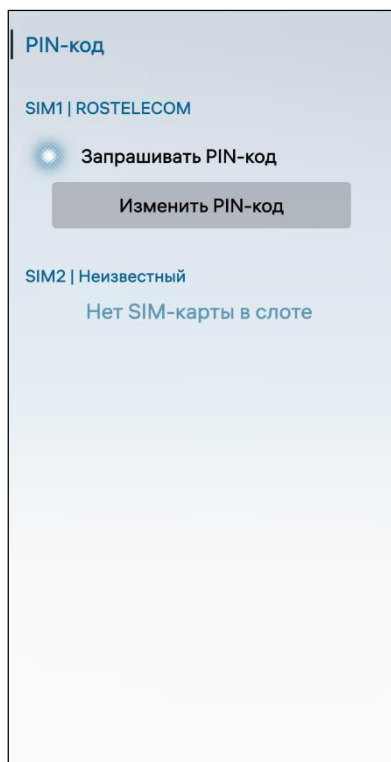 PIN-код
SIM1 | ROSTELECOM
Запрашивать PIN-код
Изменить PIN-код
SIM2 | Неизвестный
Нет SIM-карты в слоте